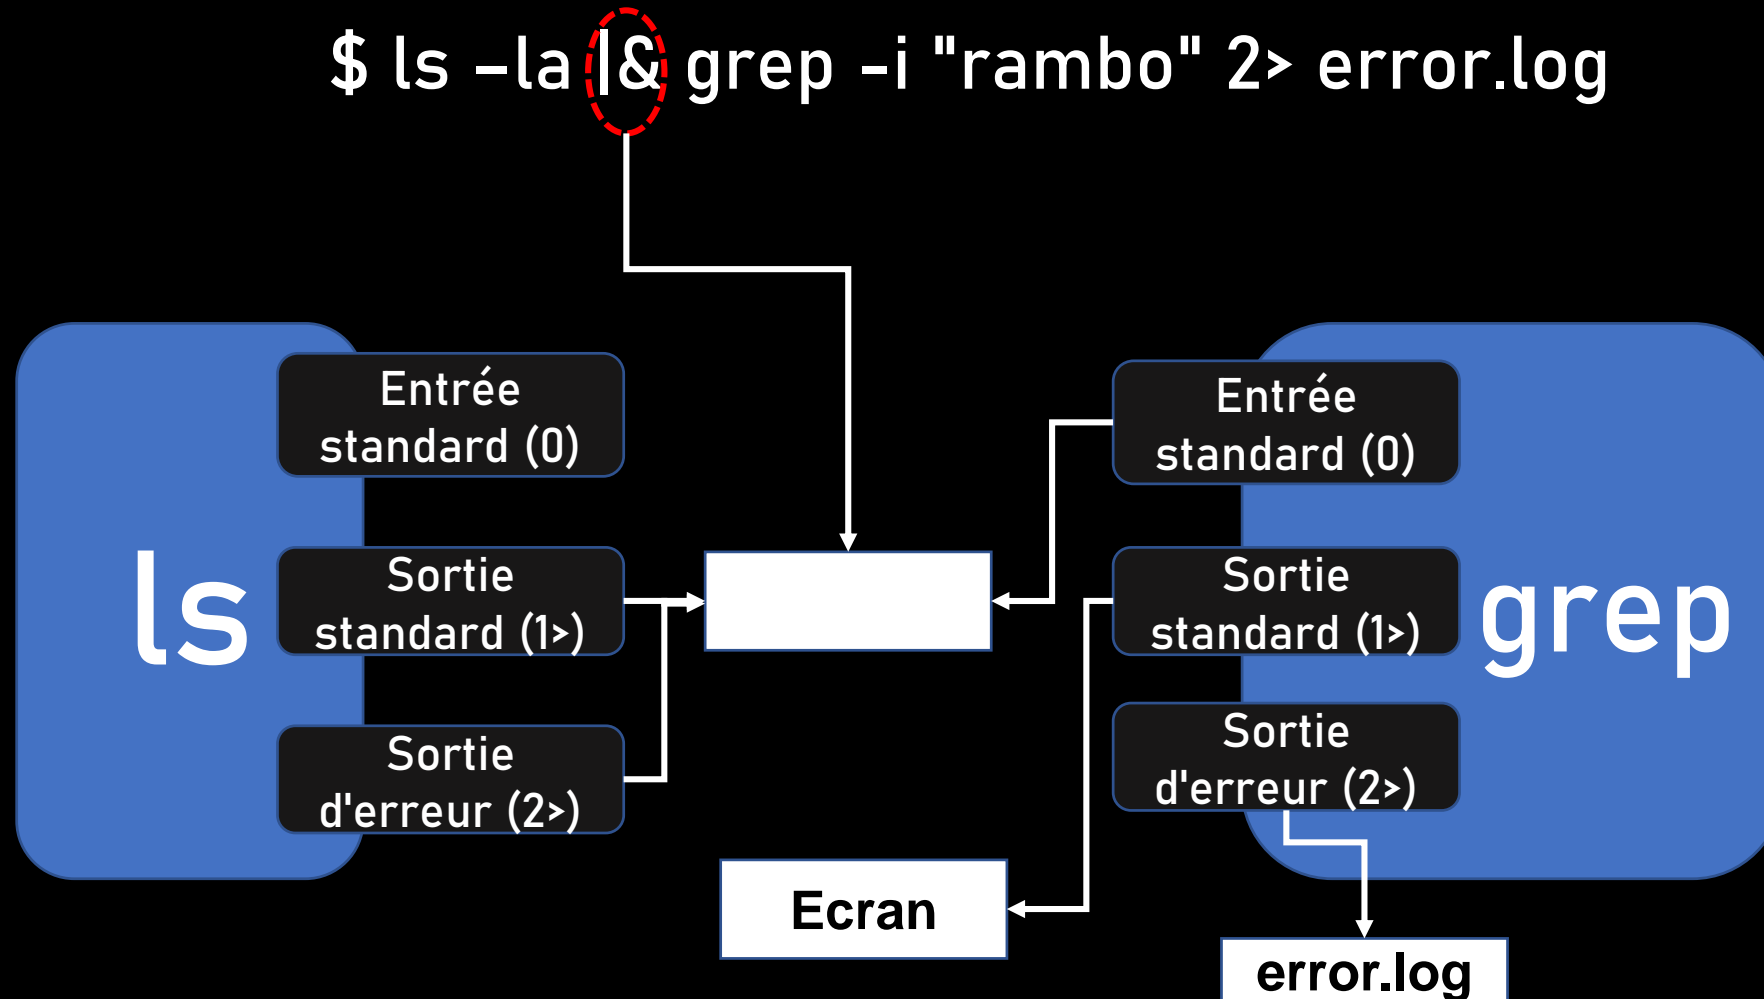 $ ls –la |& grep –i "rambo" 2> error.log
Entrée
standard (0)
Sortie
standard (1>)
Sortie
d'erreur (2>)
ls
Entrée
standard (0)
Sortie
standard (1>)
Sortie
d'erreur (2>)
grep
Ecran
error.log